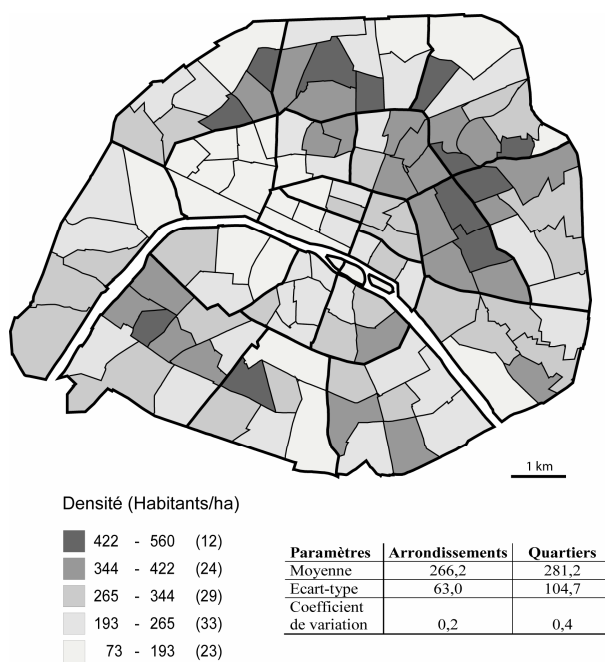 1 km
Densité (Habitants/ha)
422 - 560 (12)
344 - 422 (24)
265 - 344 (29)
193 - 265 (33)
73 - 193 (23)
Paramètres Arrondissements Quartiers
Moyenne 266,2 281,2
Ecart-type 63,0 104,7
Coefficient
de variation 0,2 0,4